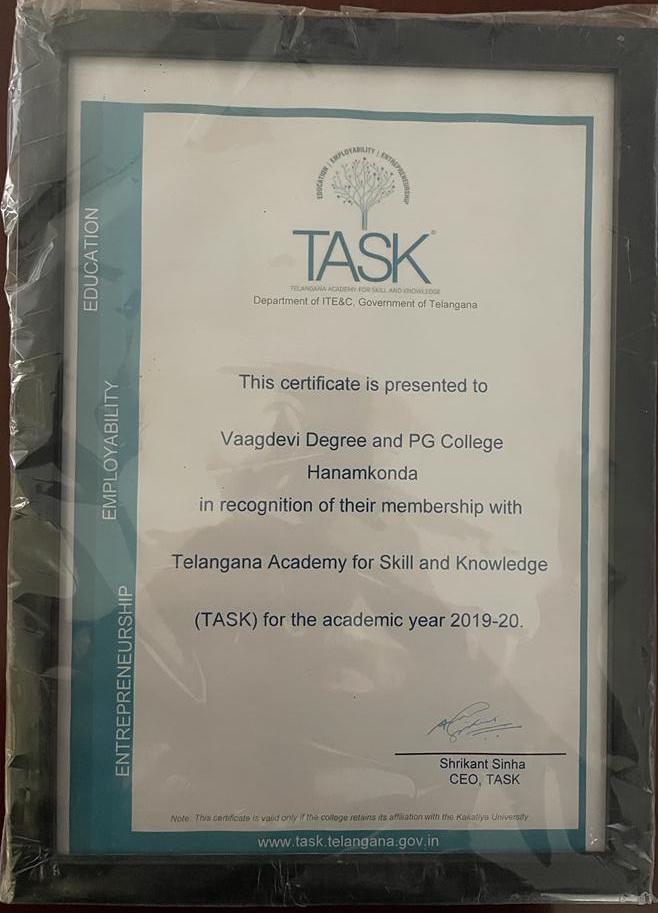 EDUCATION | EMPLOYABILITY | ENTREPRENEURSHIP
TASK
TELANGANA ACADEMY FOR SKILL AND KNOWLEDGE
Department of ITE&C, Government of Telangana
EDUCATION
EMPLOYABILITY
ENTREPRENEURSHIP
This certificate is presented to
Vaagdevi Degree and PG College
Hanamkonda
in recognition of their membership with
Telangana Academy for Skill and Knowledge
(TASK) for the academic year 2019-20.
Shrikant Sinha
CEO, TASK
Note: This certificate is valid only if the college retains its affiliation with the Kakatiya University
www.task.telangana.gov.in